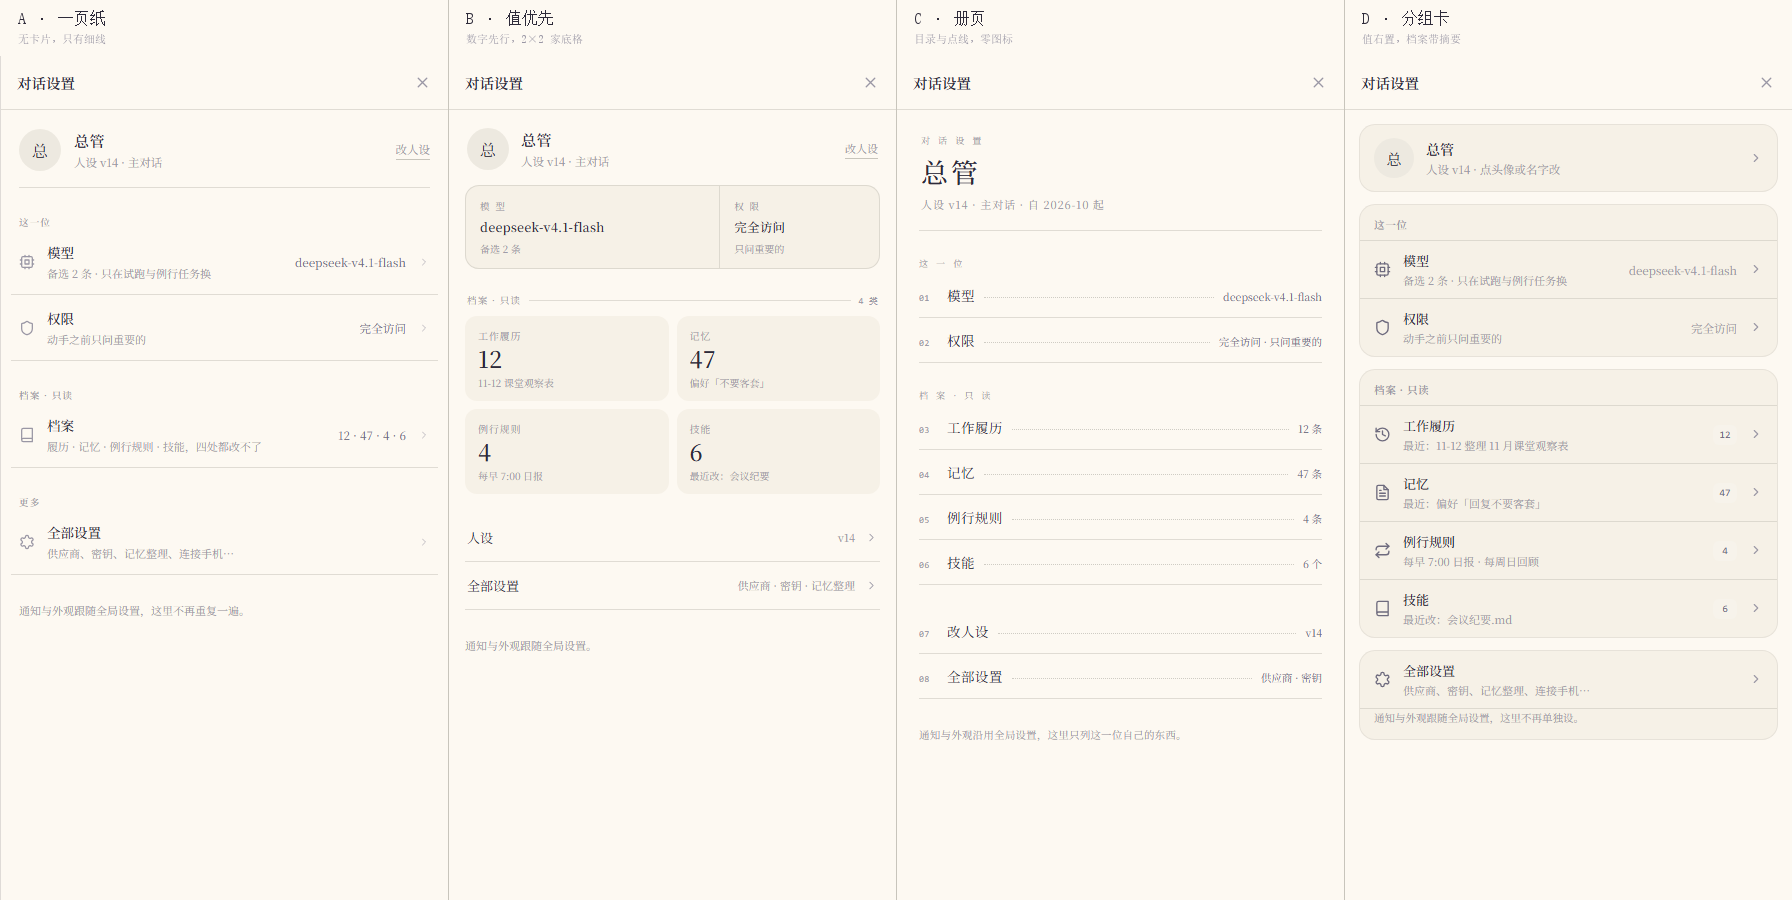 A · 一页纸
无卡片，只有细线
对话设置
总
总管
人设 v14 · 主对话
改人设
这一位
模型
备选 2 条 · 只在试跑与例行任务换
deepseek-v4.1-flash
权限
动手之前只问重要的
完全访问
档案 · 只读
档案
履历 · 记忆 · 例行规则 · 技能，四处都改不了
12 · 47 · 4 · 6
更多
全部设置
供应商、密钥、记忆整理、连接手机…
通知与外观跟随全局设置，这里不再重复一遍。
B · 值优先
数字先行，2×2 家底格
对话设置
总
总管
人设 v14 · 主对话
改人设
模型
deepseek-v4.1-flash
备选 2 条
权限
完全访问
只问重要的
档案 · 只读
4 类
工作履历
12
11-12 课堂观察表
记忆
47
偏好「不要客套」
例行规则
4
每早 7:00 日报
技能
6
最近改：会议纪要
人设
v14
全部设置
供应商 · 密钥 · 记忆整理
通知与外观跟随全局设置。
C · 册页
目录与点线，零图标
对话设置
对话设置
总管
人设 v14 · 主对话 · 自 2026-10 起
这一位
01 模型 deepseek-v4.1-flash
02 权限 完全访问 · 只问重要的
档案 · 只读
03 工作履历 12 条
04 记忆 47 条
05 例行规则 4 条
06 技能 6 个
07 改人设 v14
08 全部设置 供应商 · 密钥
通知与外观沿用全局设置，这里只列这一位自己的东西。
D · 分组卡
值右置，档案带摘要
对话设置
总
总管
人设 v14 · 点头像或名字改
这一位
模型
备选 2 条 · 只在试跑与例行任务换
deepseek-v4.1-flash
权限
动手之前只问重要的
完全访问
档案 · 只读
工作履历
最近：11-12 整理 11 月课堂观察表
12
记忆
最近：偏好「回复不要客套」
47
例行规则
每早 7:00 日报 · 每周日回顾
4
技能
最近改：会议纪要.md
6
全部设置
供应商、密钥、记忆整理、连接手机…
通知与外观跟随全局设置，这里不再单独设。